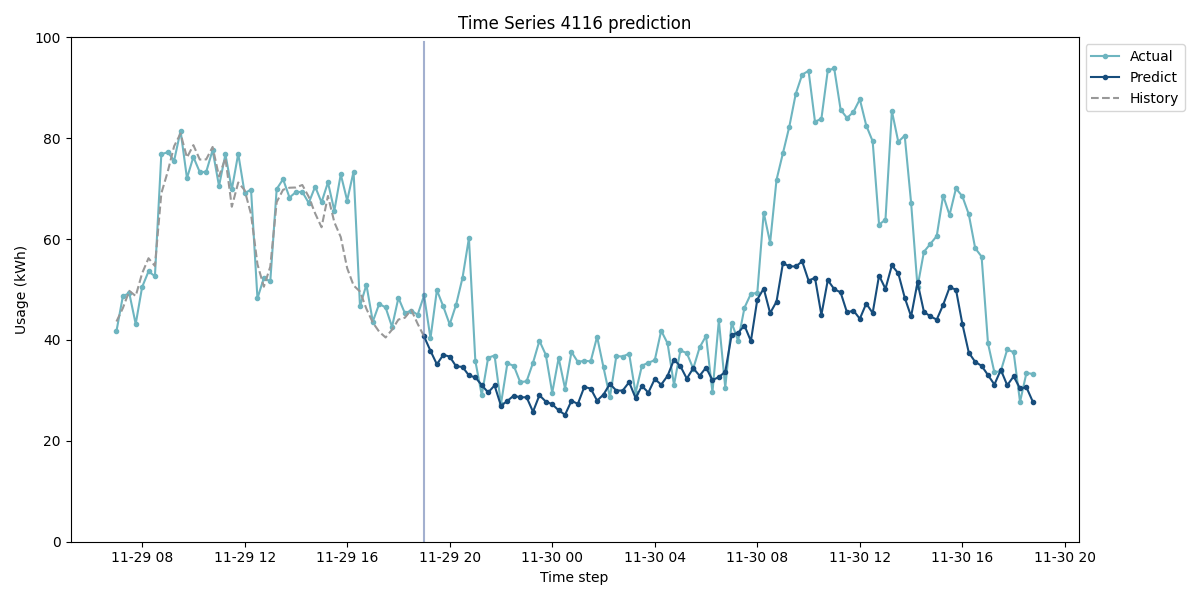 Time Series 4116 prediction
100
80
60
40
20
0
Usage (kWh)
11-29 08
11-29 12
11-29 16
11-29 20
11-30 00
11-30 04
11-30 08
11-30 12
11-30 16
11-30 20
Time step
Actual
Predict
History